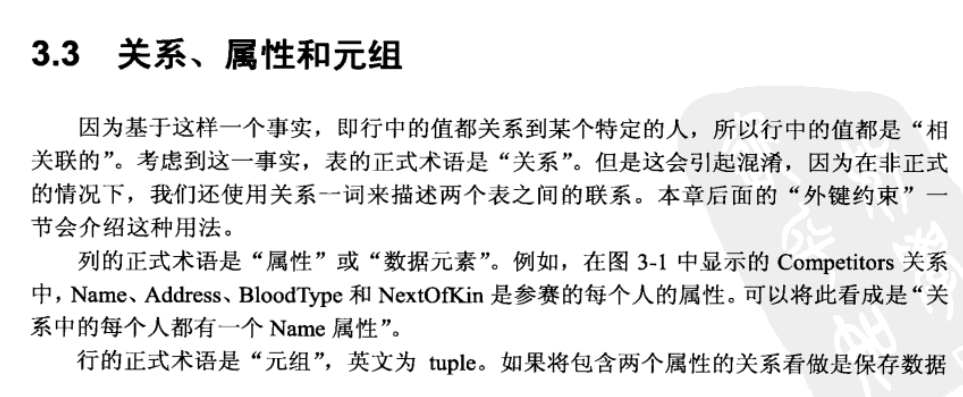 3.3 关系、属性和元组
因为基于这样一个事实，即行中的值都关系到某个特定的人，所以行中的值都是“相
关联的”。考虑到这一事实，表的正式术语是“关系”。但是这会引起混淆，因为在非正式
的情况下，我们还使用关系一词来描述两个表之间的联系。本章后面的“外键约束”一
节会介绍这种用法。
列的正式术语是“属性”或“数据元素”。例如，在图 3-1 中显示的 Competitors 关系
中，Name、Address、BloodType 和 NextOfKin 是参赛的每个人的属性。可以将此看成是“关
系中的每个人都有一个 Name 属性”。
行的正式术语是“元组”，英文为 tuple。如果将包含两个属性的关系看做是保存数据